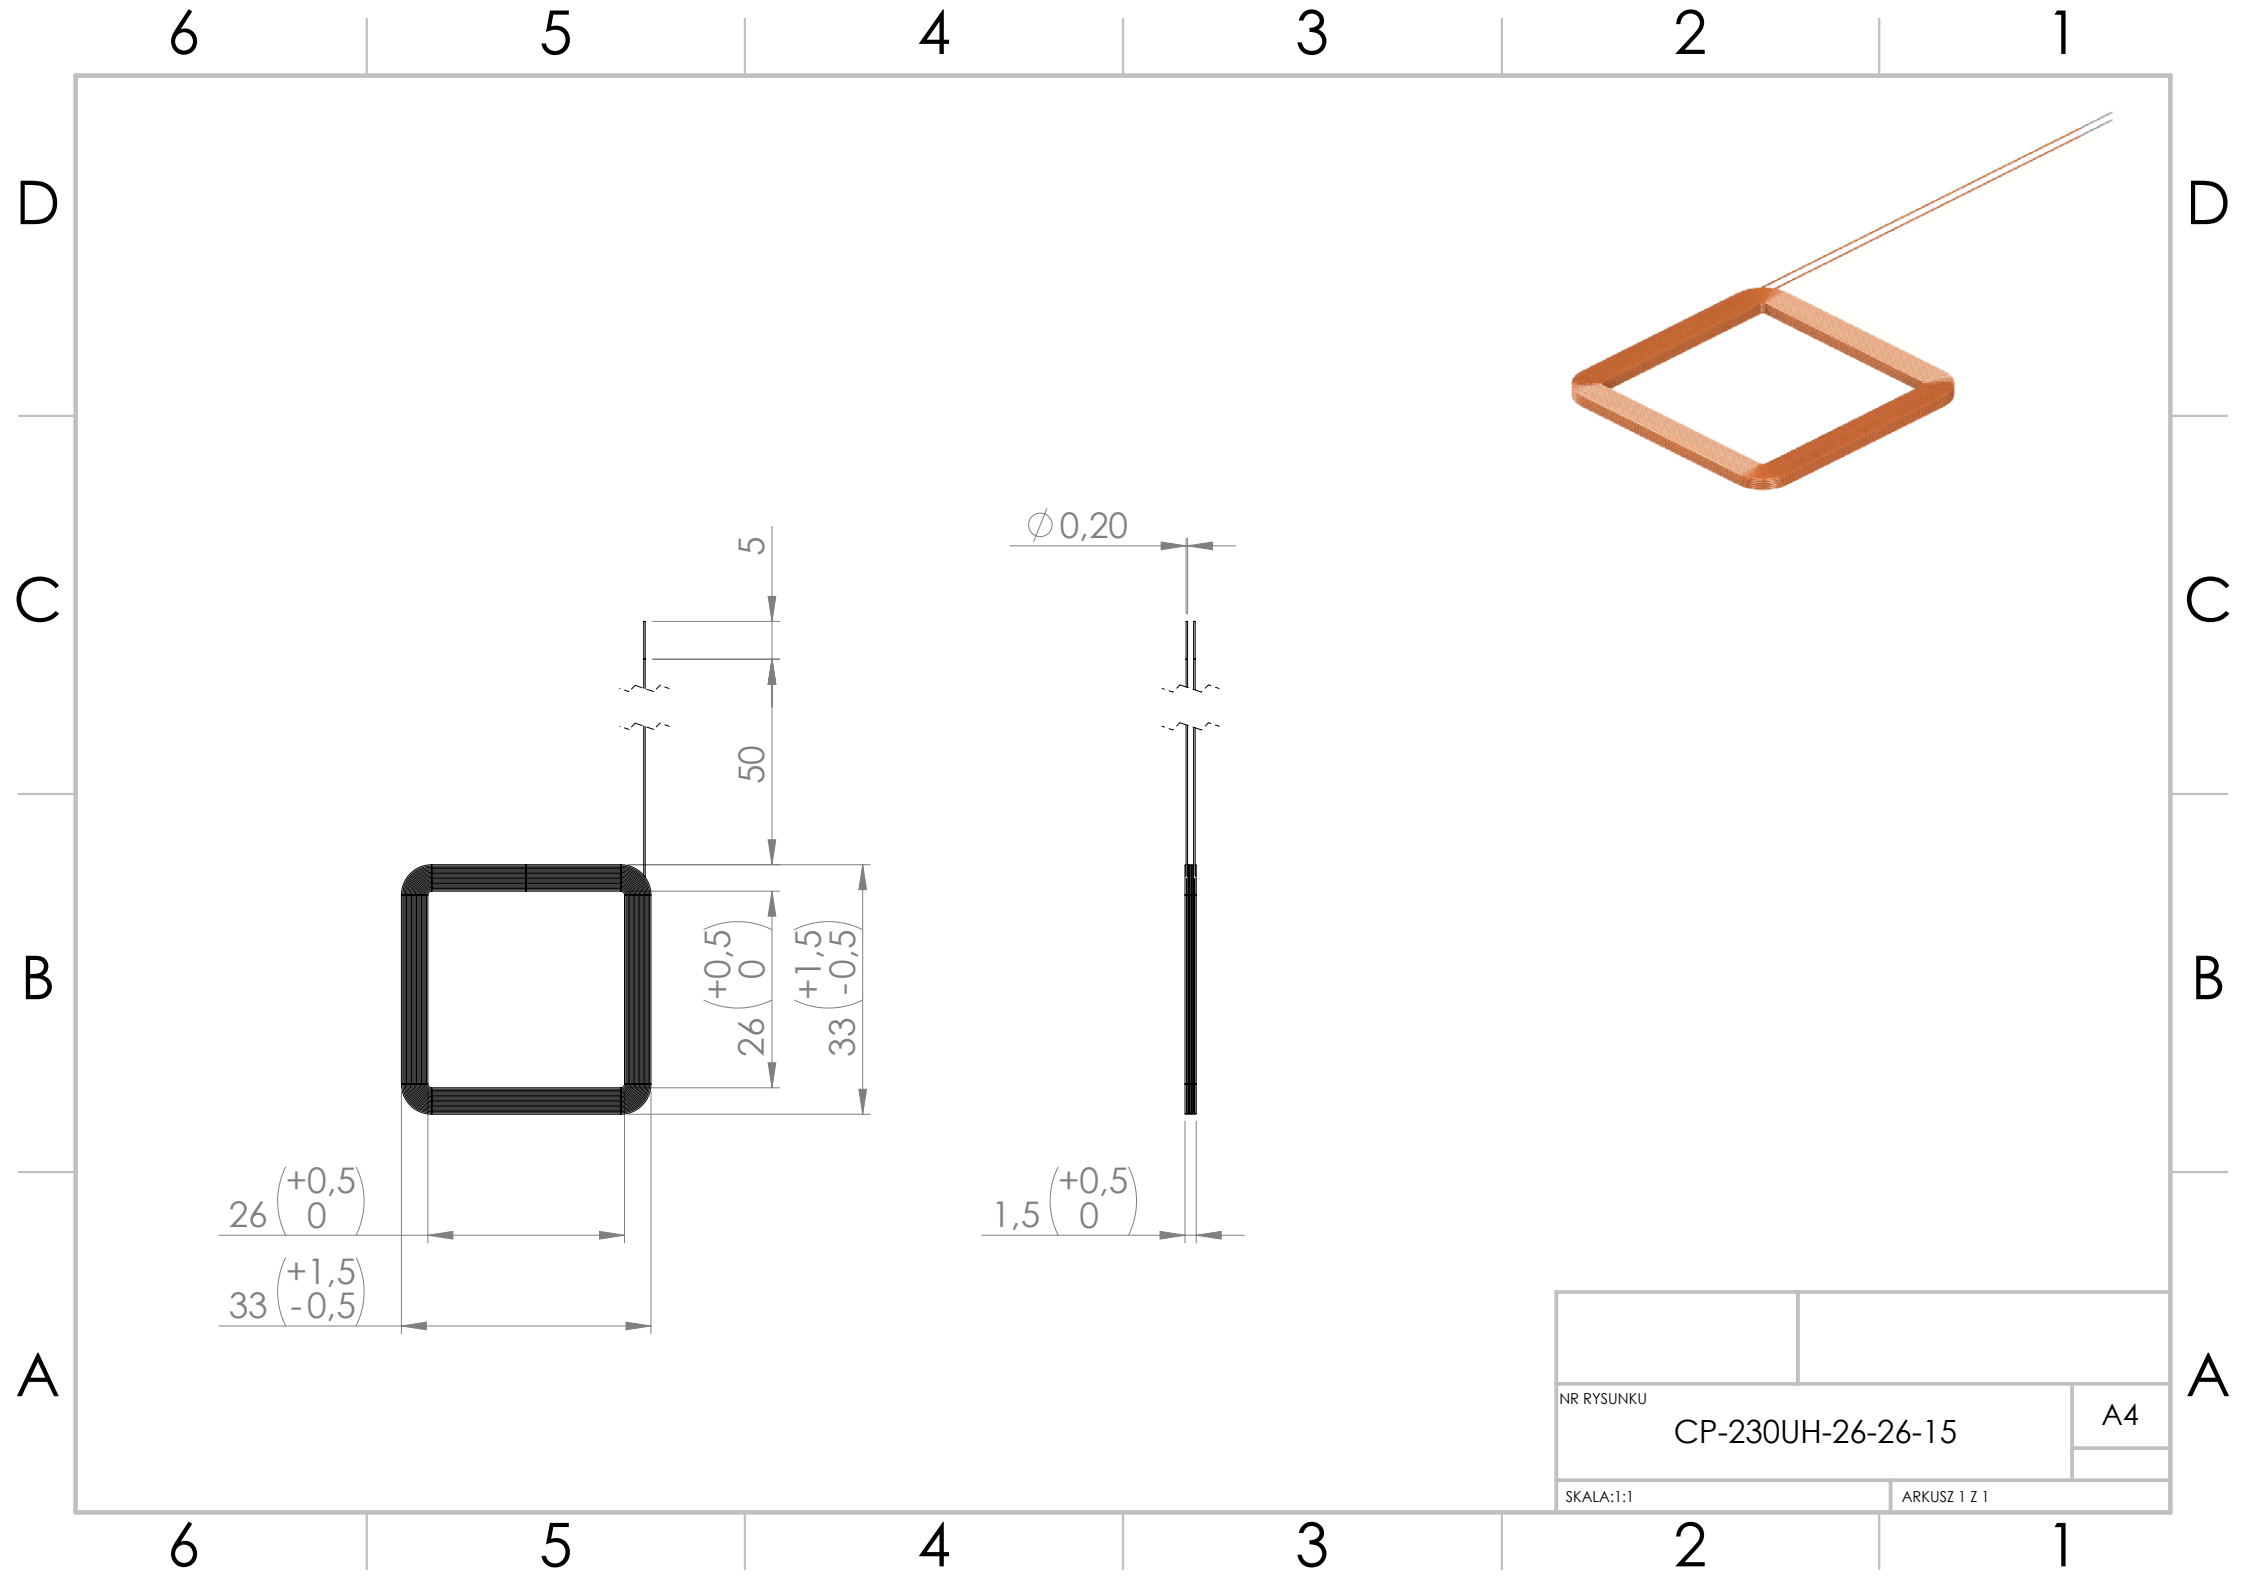 6 5 4 3 2 1
D D
⌀0,20
5
C C
50
26 (+0,5 0)
33 (+1,5 -0,5)
B B
26 (+0,5 0)
1,5 (+0,5 0)
33 (+1,5 -0,5)
A A
NR RYSUNKU
CP-230UH-26-26-15
A4
SKALA:1:1
ARKUSZ 1 Z 1
6 5 4 3 2 1